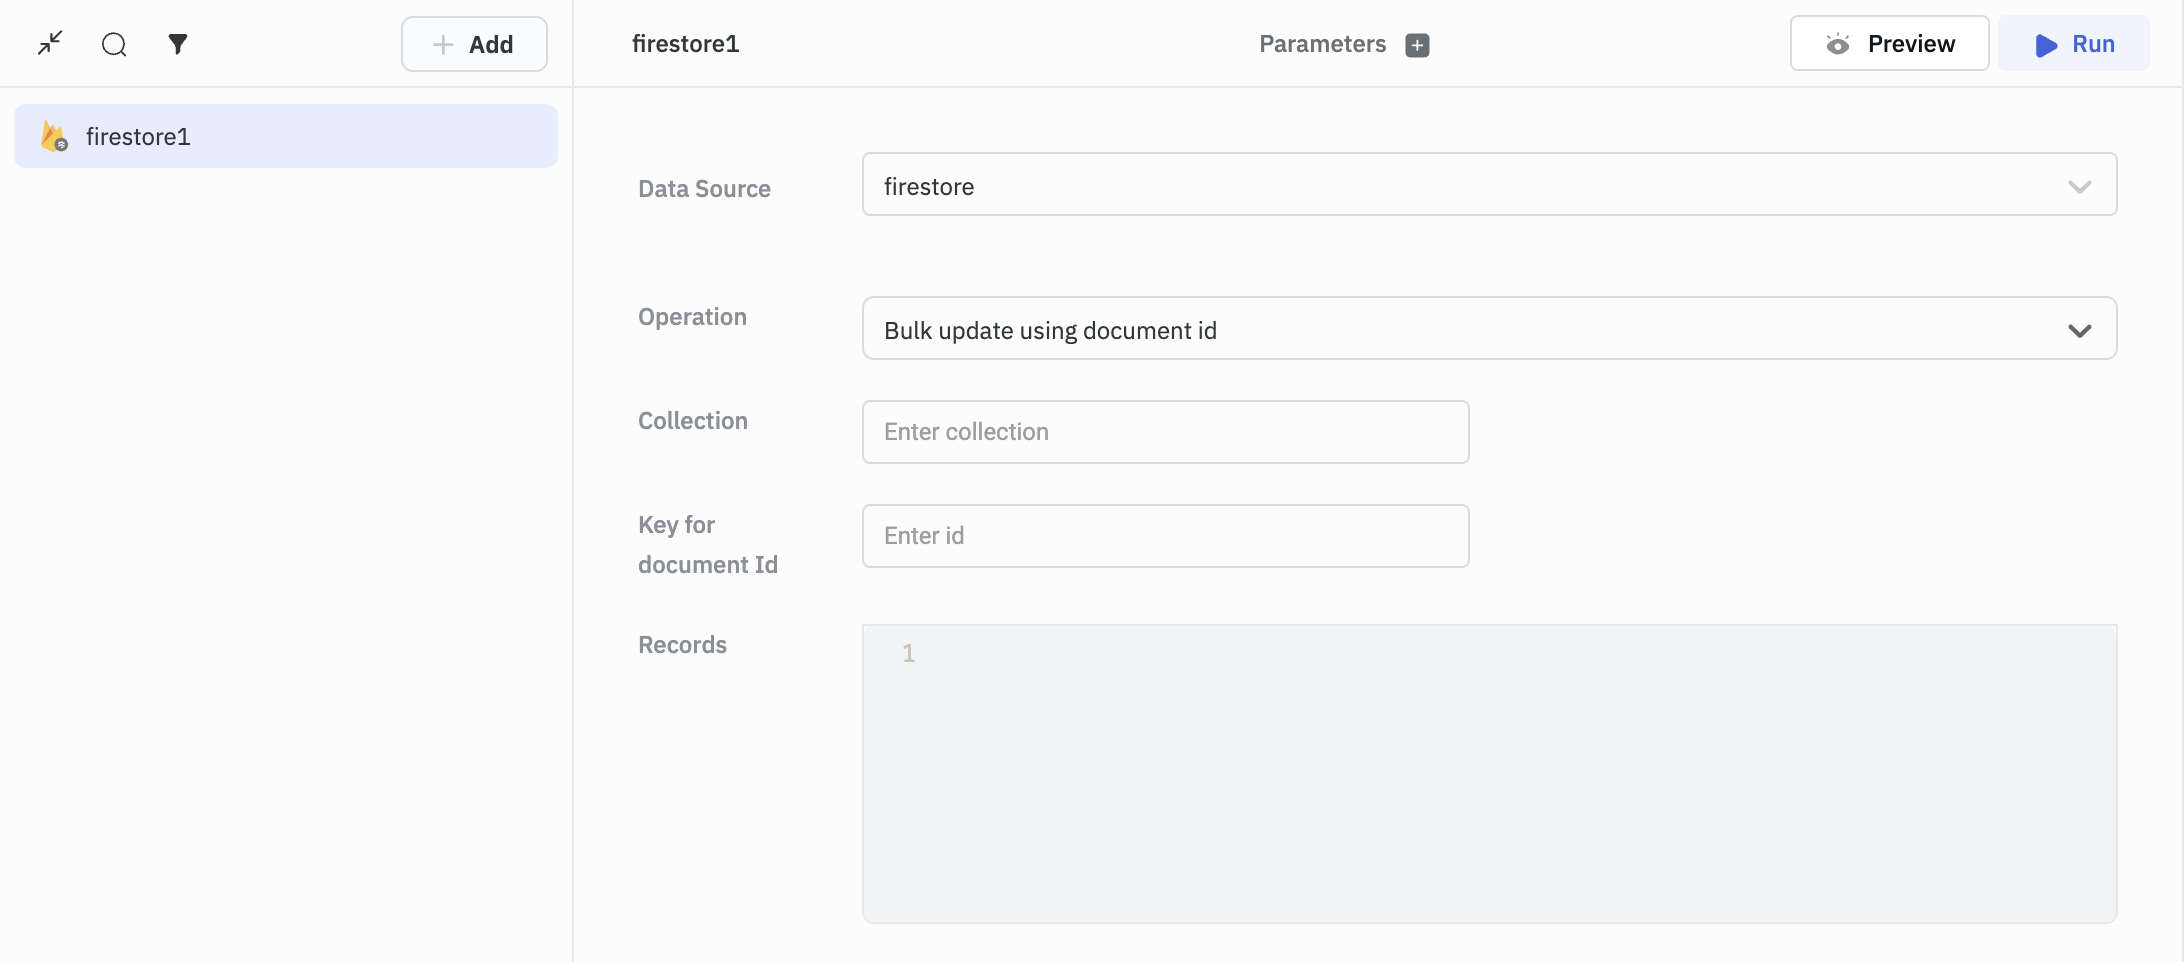 Add
firestore1
Parameters
Preview
Run
firestore1
Data Source
firestore
Operation
Bulk update using document id
Collection
Enter collection
Key for
document Id
Enter id
Records
1